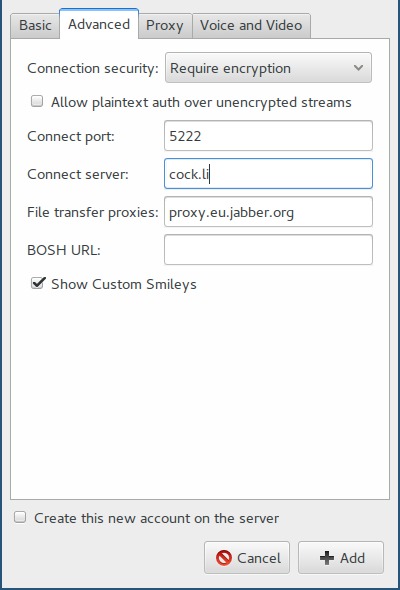 Basic Advanced Proxy Voice and Video
Connection security: Require encryption
Allow plaintext auth over unencrypted streams
Connect port: 5222
Connect server: cock.li
File transfer proxies: proxy.eu.jabber.org
BOSH URL:
Show Custom Smileys
Create this new account on the server
Cancel Add